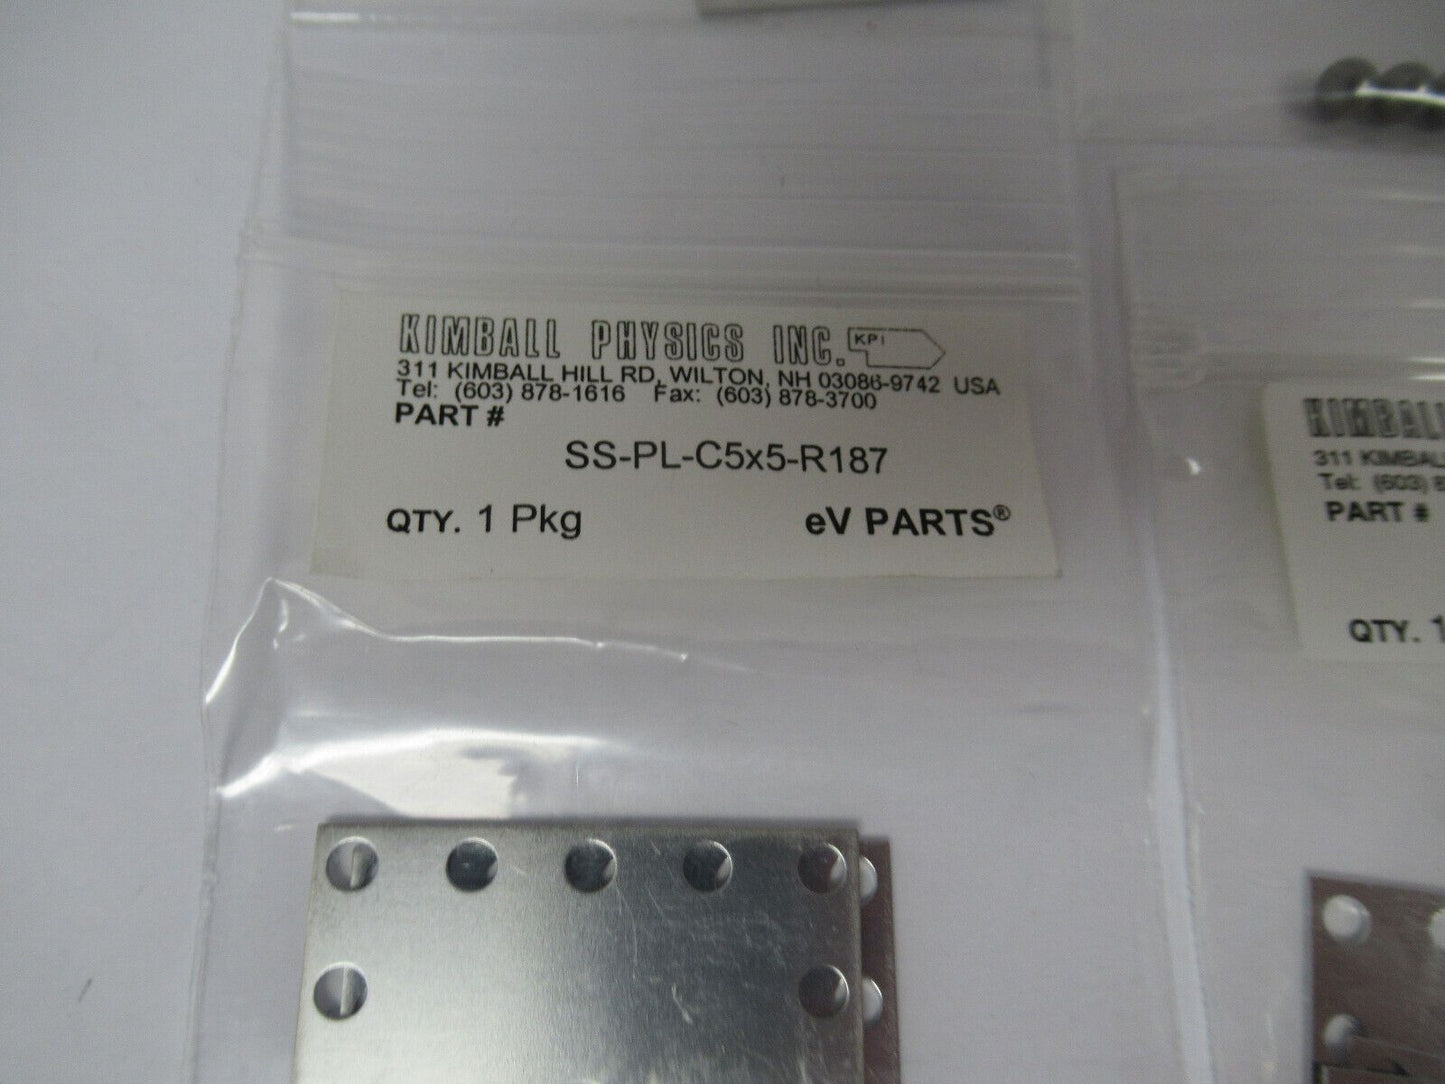 KIMBALL PHYSICS INC. KPI
311 KIMBALL HILL RD, WILTON, NH 03086-9742 USA
Tel: (603) 878-1616 Fax: (603) 878-3700
PART #
SS-PL-C5x5-R187
QTY. 1 Pkg eV PARTS®
KIMBALL
311 KIMBAL
Tel: (603) 8
PART #
QTY. 1